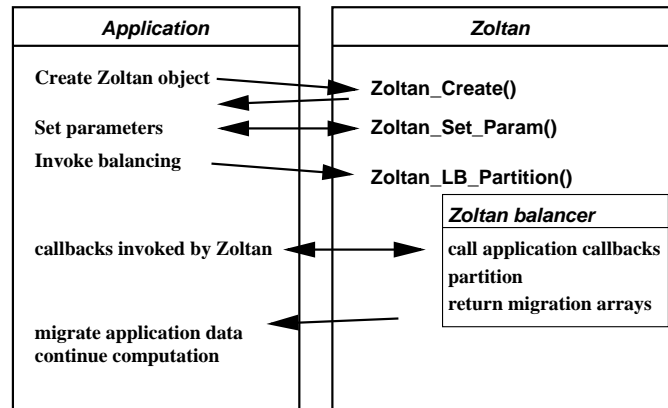 Application
Zoltan
Create Zoltan object
Zoltan_Create()
Set parameters
Zoltan_Set_Param()
Invoke balancing
Zoltan_LB_Partition()
Zoltan balancer
callbacks invoked by Zoltan
call application callbacks
partition
return migration arrays
migrate application data
continue computation